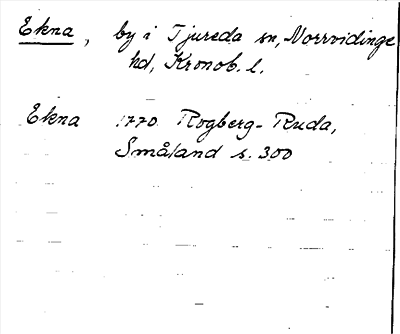 Ekna, by i Tjureda sn, Norrvidinge
hd, Kronob. l.
Ekna 1770 Rogberg-Ruda,
Småland s. 300